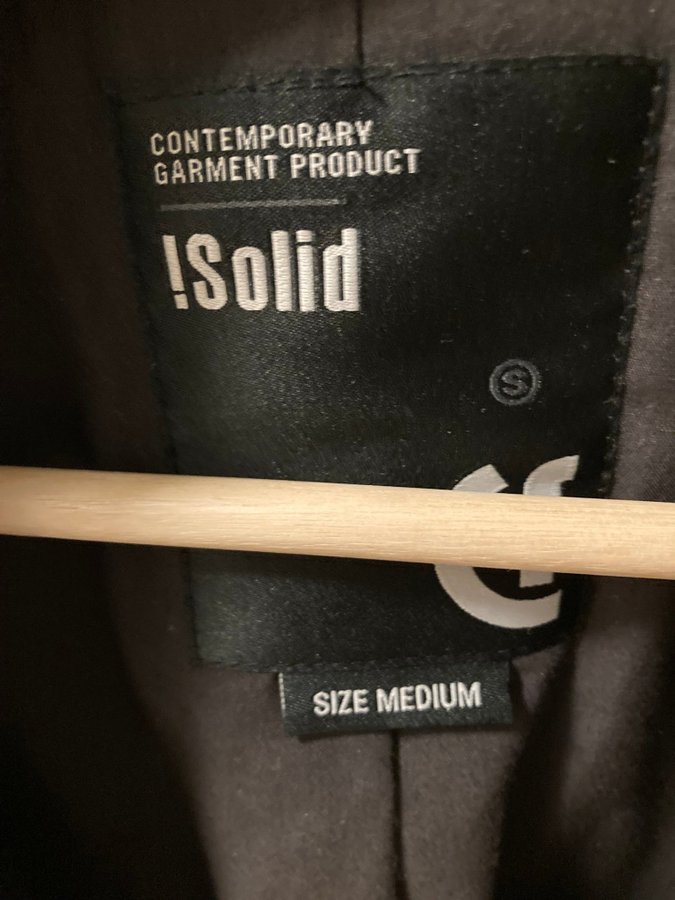 CONTEMPORARY
GARMENT PRODUCT
!Solid
S
SIZE MEDIUM